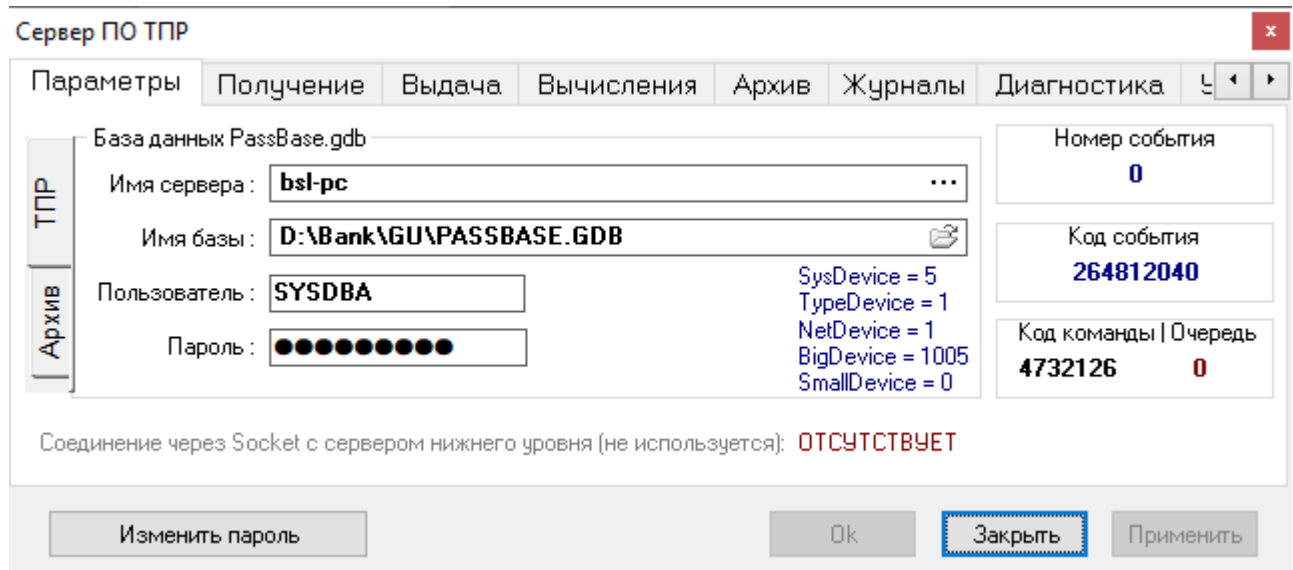 Сервер ПО ТПР
x
Параметры Получение Выдача Вычисления Архив Журналы Диагностика
База данных PassBase.gdb
ТПР
Архив
Имя сервера : bsl-pc ...
Имя базы : D:\Bank\GU\PASSBASE.GDB
Пользователь : SYSDBA
Пароль : ●●●●●●●●●
SysDevice = 5
TypeDevice = 1
NetDevice = 1
BigDevice = 1005
SmallDevice = 0
Номер события
0
Код события
264812040
Код команды | Очередь
4732126 0
Соединение через Socket с сервером нижнего уровня (не используется): ОТСУТСТВУЕТ
Изменить пароль Ok Закрыть Применить